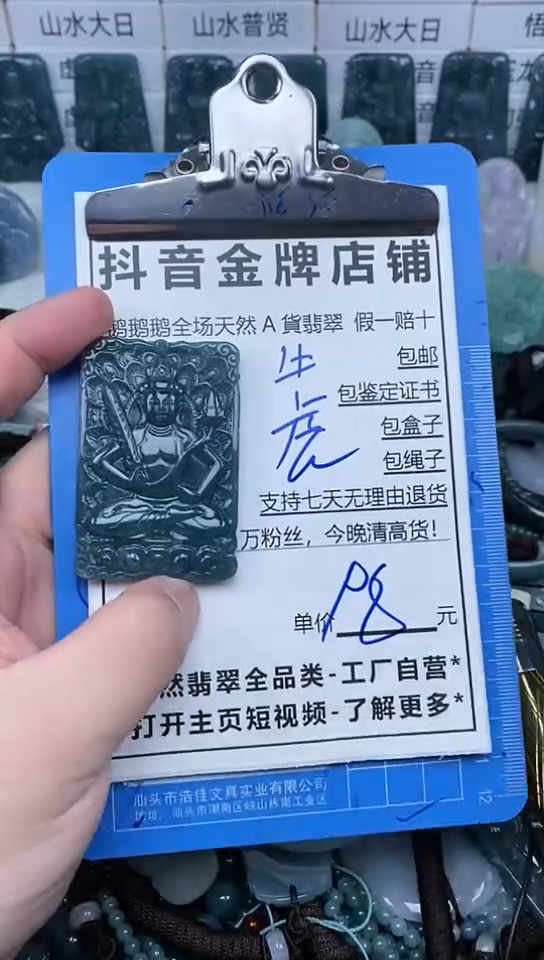 山水大日
山水普贤
山水大日
虚
音
音
抖音金牌店铺
鹅鹅鹅全场天然A貨翡翠 假一赔十
牛
虎
包邮
包鉴定证书
包盒子
包绳子
支持七天无理由退货
万粉丝，今晚清高货！
单价 98 元
然翡翠全品类-工厂自营*
打开主页短视频-了解更多*
汕头市浩佳文具实业有限公司
12